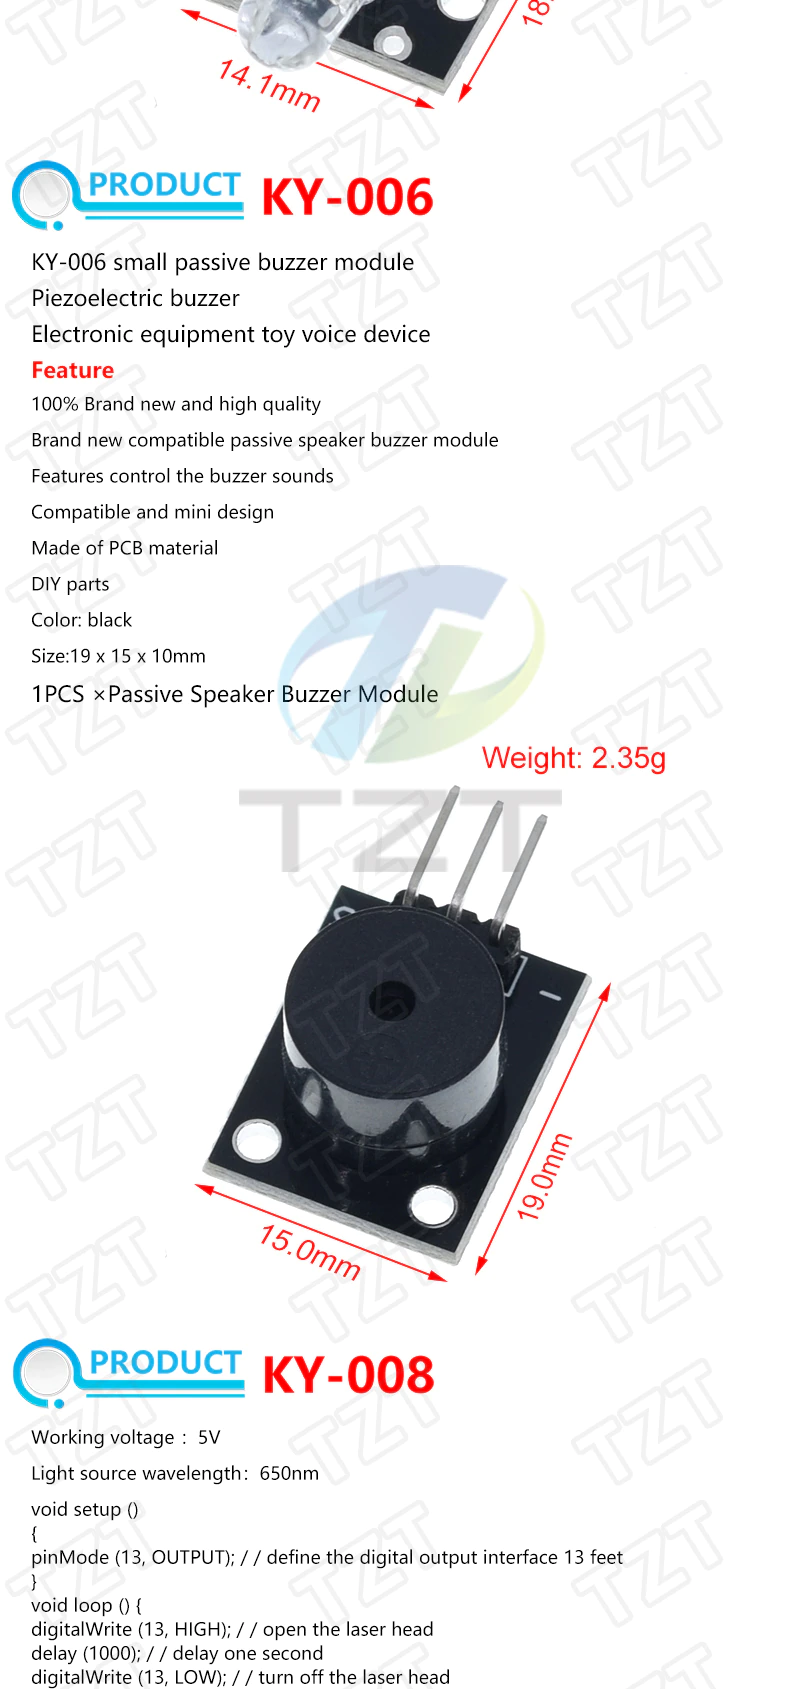 18.
14.1mm
PRODUCT KY-006
KY-006 small passive buzzer module
Piezoelectric buzzer
Electronic equipment toy voice device
Feature
100% Brand new and high quality
Brand new compatible passive speaker buzzer module
Features control the buzzer sounds
Compatible and mini design
Made of PCB material
DIY parts
Color: black
Size:19 x 15 x 10mm
1PCS ×Passive Speaker Buzzer Module
Weight: 2.35g
TZT
19.0mm
15.0mm
PRODUCT KY-008
Working voltage : 5V
Light source wavelength: 650nm
void setup ()
{
pinMode (13, OUTPUT); / / define the digital output interface 13 feet
}
void loop () {
digitalWrite (13, HIGH); / / open the laser head
delay (1000); / / delay one second
digitalWrite (13, LOW); / / turn off the laser head